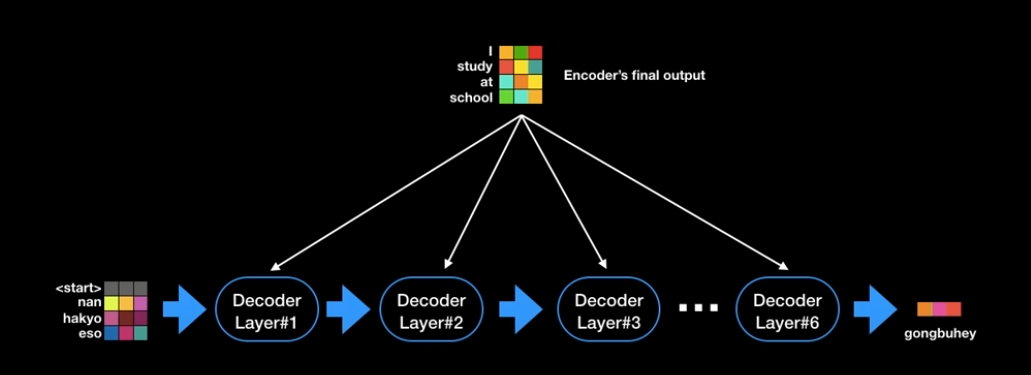 I
study
at
school
Encoder's final output
<start>
nan
hakyo
eso
Decoder
Layer#1
Decoder
Layer#2
Decoder
Layer#3
Decoder
Layer#6
gongbuhey